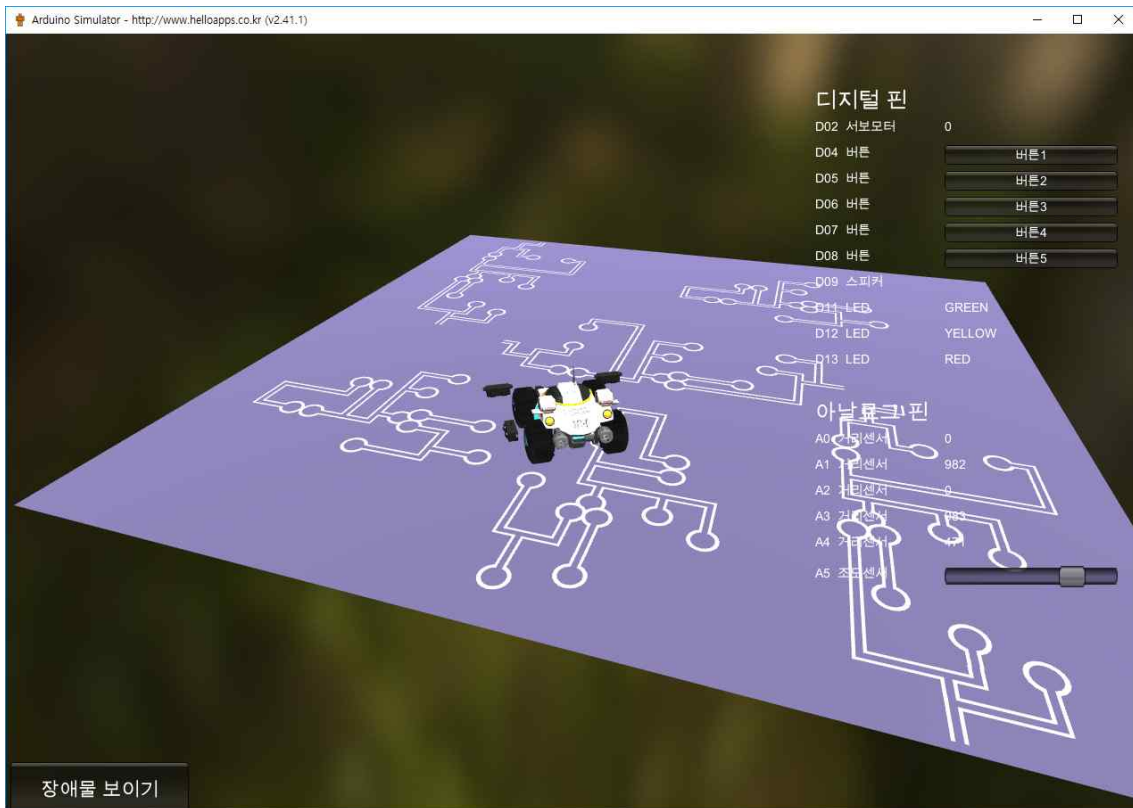 Arduino Simulator - http://www.helloapps.co.kr (v2.41.1)
디지털 핀
D02 서보모터 0
D04 버튼 버튼1
D05 버튼 버튼2
D06 버튼 버튼3
D07 버튼 버튼4
D08 버튼 버튼5
D09 스피커
D11 LED GREEN
D12 LED YELLOW
D13 LED RED
아날로그 핀
A0 거리센서 0
A1 거리센서 982
A2 거리센서 0
A3 거리센서 983
A4 거리센서 471
A5 조도센서
장애물 보이기